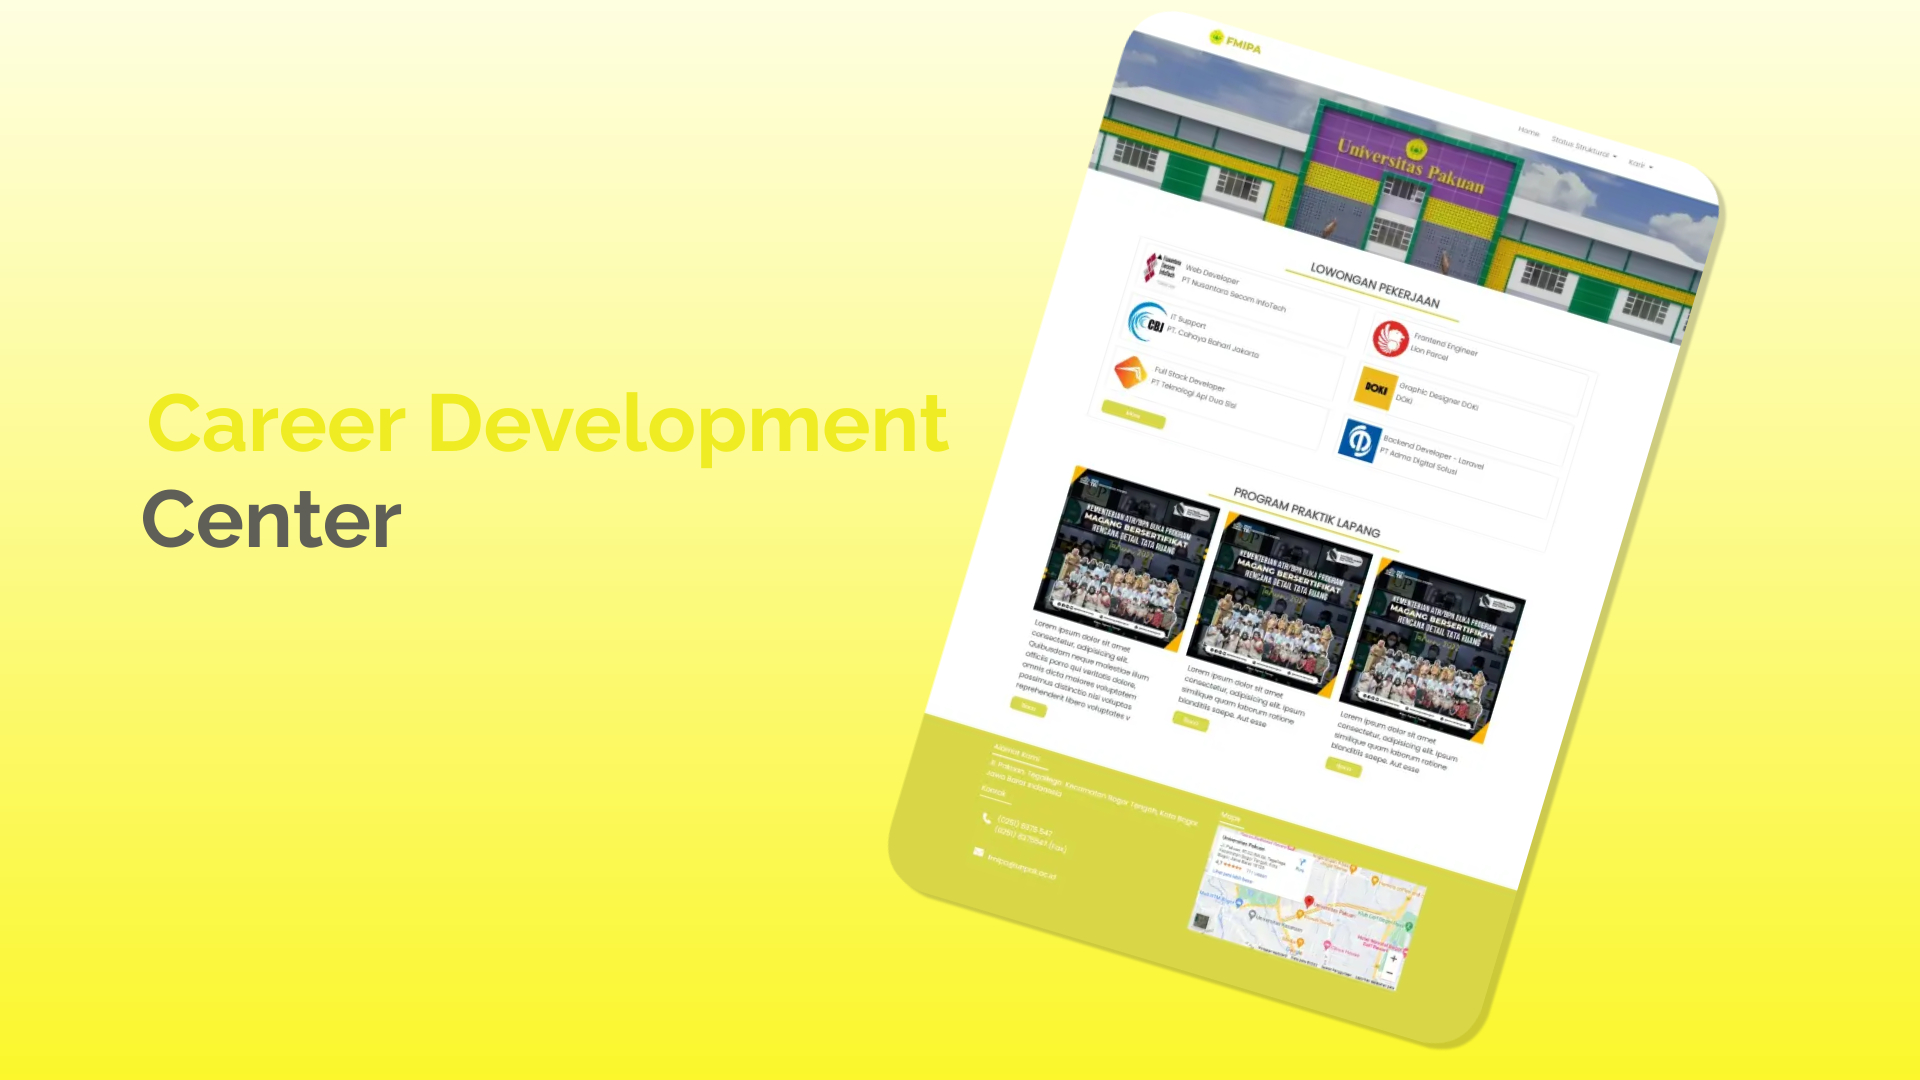 Career Development
Center
FMIPA
Home
Status Struktural
Karir
Universitas Pakuan
LOWONGAN PEKERJAAN
Web Developer
PT Nusantara Secom InfoTech
IT Support
PT. Cahaya Bahari Jakarta
CBJ
Full Stack Developer
PT Teknologi Api Dua Sisi
More
Frontend Engineer
Lion Parcel
DOKI
Graphic Designer DOKI
DOKI
Backend Developer - Laravel
PT Adma Digital Solusi
PROGRAM PRAKTIK LAPANG
KEMENTERIAN ATR/BPN BUKA PROGRAM
MAGANG BERSERTIFIKAT
RENCANA DETAIL TATA RUANG
KEMENTERIAN ATR/BPN BUKA PROGRAM
MAGANG BERSERTIFIKAT
RENCANA DETAIL TATA RUANG
KEMENTERIAN ATR/BPN BUKA PROGRAM
MAGANG BERSERTIFIKAT
RENCANA DETAIL TATA RUANG
Lorem ipsum dolor sit amet
consectetur, adipisicing elit.
Quibusdam neque molestiae illum
officiis porro qui veritatis dolore,
omnis dicta maiores voluptatem
possimus distinctio nisi voluptas
reprehenderit libero voluptates v
Lorem ipsum dolor sit amet
consectetur, adipisicing elit. Ipsum
similique quam laborum ratione
blanditiis saepe. Aut esse
Lorem ipsum dolor sit amet
consectetur, adipisicing elit. Ipsum
similique quam laborum ratione
blanditiis saepe. Aut esse
Alamat Kami
Jl. Pakuan, Tegallega, Kecamatan Bogor Tengah, Kota Bogor
Jawa Barat Indonesia
Kontak
(0251) 8375 547
(0251) 8375547 (Fax)
fmipa@unpak.ac.id
Maps
Universitas Pakuan